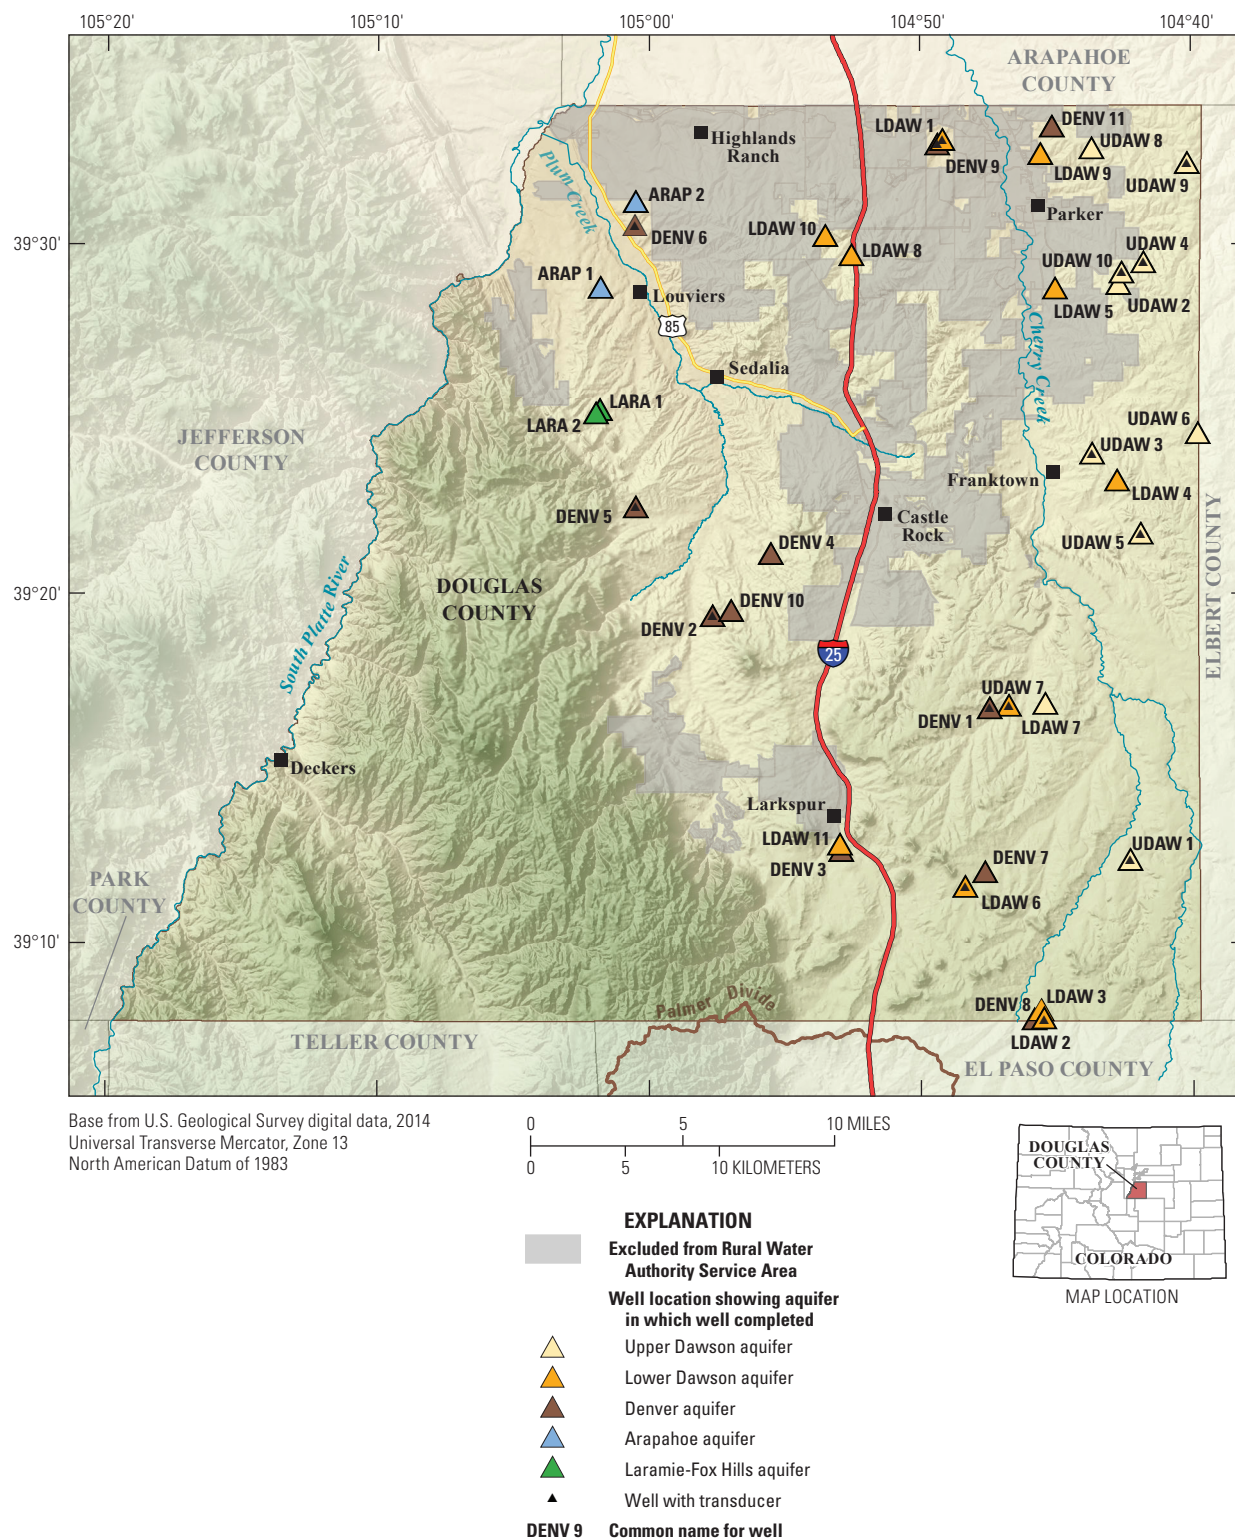 105°20'
105°10'
105°00'
104°50'
104°40'
ARAPAHOE
COUNTY
LDAW 1
DENV 11
UDAW 8
Highlands
Ranch
DENV 9
LDAW 9
UDAW 9
Plum Creek
ARAP 2
Parker
DENV 6
LDAW 10
39°30'
LDAW 8
UDAW 10
UDAW 4
ARAP 1
Louviers
LDAW 5
UDAW 2
85
Cherry Creek
Sedalia
LARA 1
LARA 2
JEFFERSON
COUNTY
UDAW 6
UDAW 3
Franktown
LDAW 4
DENV 5
Castle
Rock
UDAW 5
DENV 4
ELBERT COUNTY
39°20'
DOUGLAS
COUNTY
South Platte River
DENV 10
DENV 2
25
UDAW 7
DENV 1
LDAW 7
Deckers
Larkspur
LDAW 11
DENV 3
UDAW 1
DENV 7
LDAW 6
PARK
COUNTY
39°10'
Palmer Divide
DENV 8
LDAW 3
LDAW 2
TELLER COUNTY
EL PASO COUNTY
Base from U.S. Geological Survey digital data, 2014
Universal Transverse Mercator, Zone 13
North American Datum of 1983
0 5 10 MILES
0 5 10 KILOMETERS
DOUGLAS
COUNTY
COLORADO
MAP LOCATION
EXPLANATION
Excluded from Rural Water
Authority Service Area
Well location showing aquifer
in which well completed
Upper Dawson aquifer
Lower Dawson aquifer
Denver aquifer
Arapahoe aquifer
Laramie-Fox Hills aquifer
Well with transducer
DENV 9 Common name for well